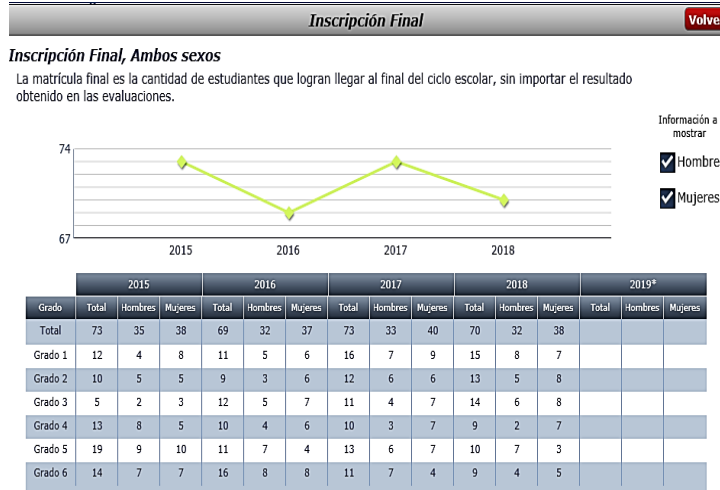 Inscripción Final
Volve
Inscripción Final, Ambos sexos
La matrícula final es la cantidad de estudiantes que logran llegar al final del ciclo escolar, sin importar el resultado
obtenido en las evaluaciones.
Información a
mostrar
74
Hombre
Mujeres
67
2015 2016 2017 2018
2015 2016 2017 2018 2019*
Grado Total Hombres Mujeres Total Hombres Mujeres Total Hombres Mujeres Total Hombres Mujeres Total Hombres Mujeres
Total 73 35 38 69 32 37 73 33 40 70 32 38
Grado 1 12 4 8 11 5 6 16 7 9 15 8 7
Grado 2 10 5 5 9 3 6 12 6 6 13 5 8
Grado 3 5 2 3 12 5 7 11 4 7 14 6 8
Grado 4 13 8 5 10 4 6 10 3 7 9 2 7
Grado 5 19 9 10 11 7 4 13 6 7 10 7 3
Grado 6 14 7 7 16 8 8 11 7 4 9 4 5